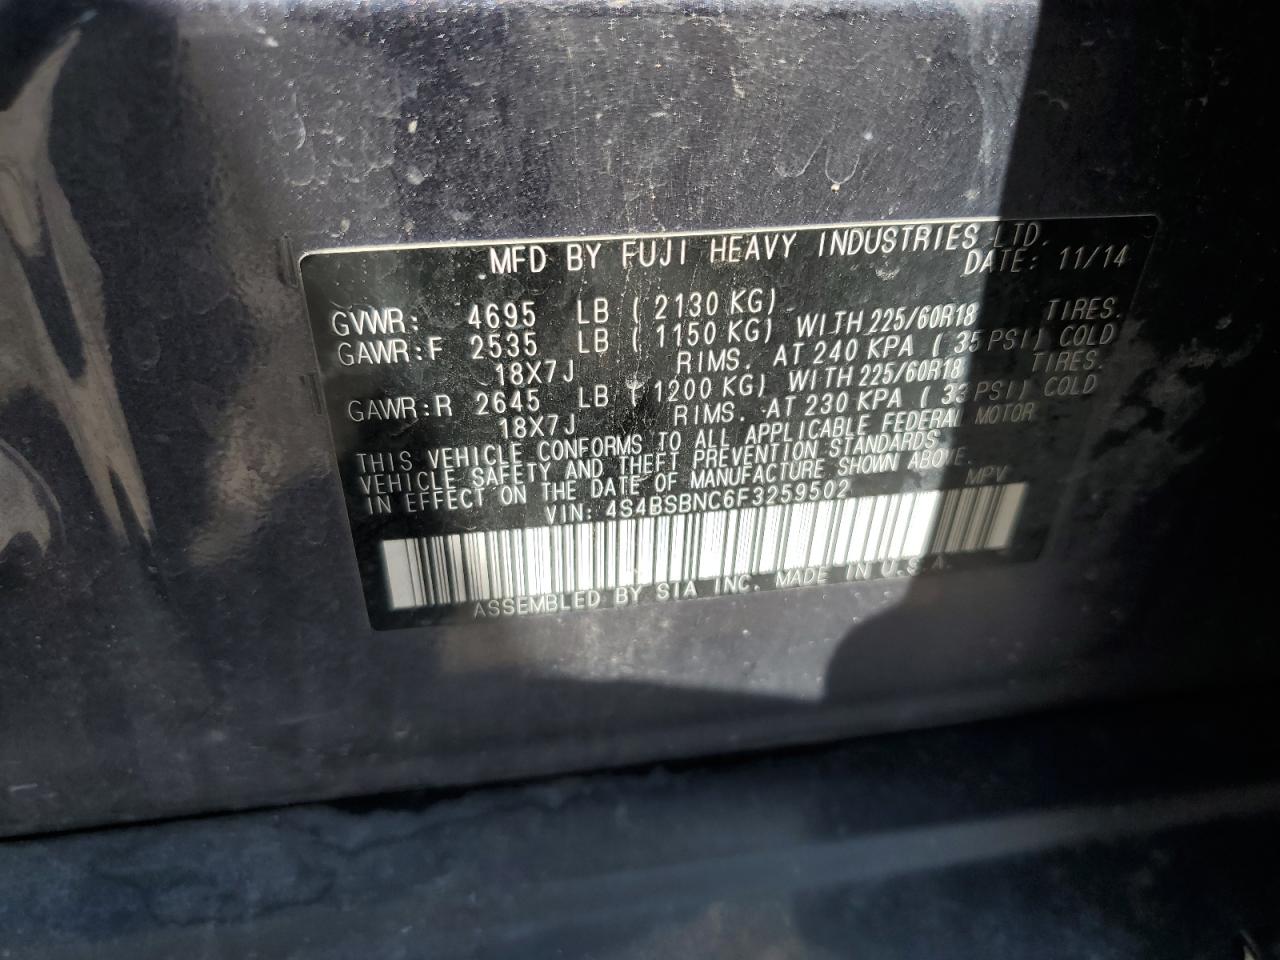 MFD BY FUJI HEAVY INDUSTRIES LTD.
DATE: 11/14
GVWR: 4695 LB ( 2130 KG)
GAWR:F 2535 LB ( 1150 KG) WITH 225/60R18 TIRES.
18X7J RIMS. AT 240 KPA ( 35 PSI) COLD
GAWR:R 2645 LB ( 1200 KG) WITH 225/60R18 TIRES.
18X7J RIMS. AT 230 KPA ( 33 PSI) COLD
THIS VEHICLE CONFORMS TO ALL APPLICABLE FEDERAL MOTOR
VEHICLE SAFETY AND THEFT PREVENTION STANDARDS
IN EFFECT ON THE DATE OF MANUFACTURE SHOWN ABOVE.
VIN: 4S4BSBNC6F3259502 MPV
ASSEMBLED BY SIA INC. MADE IN U.S.A.